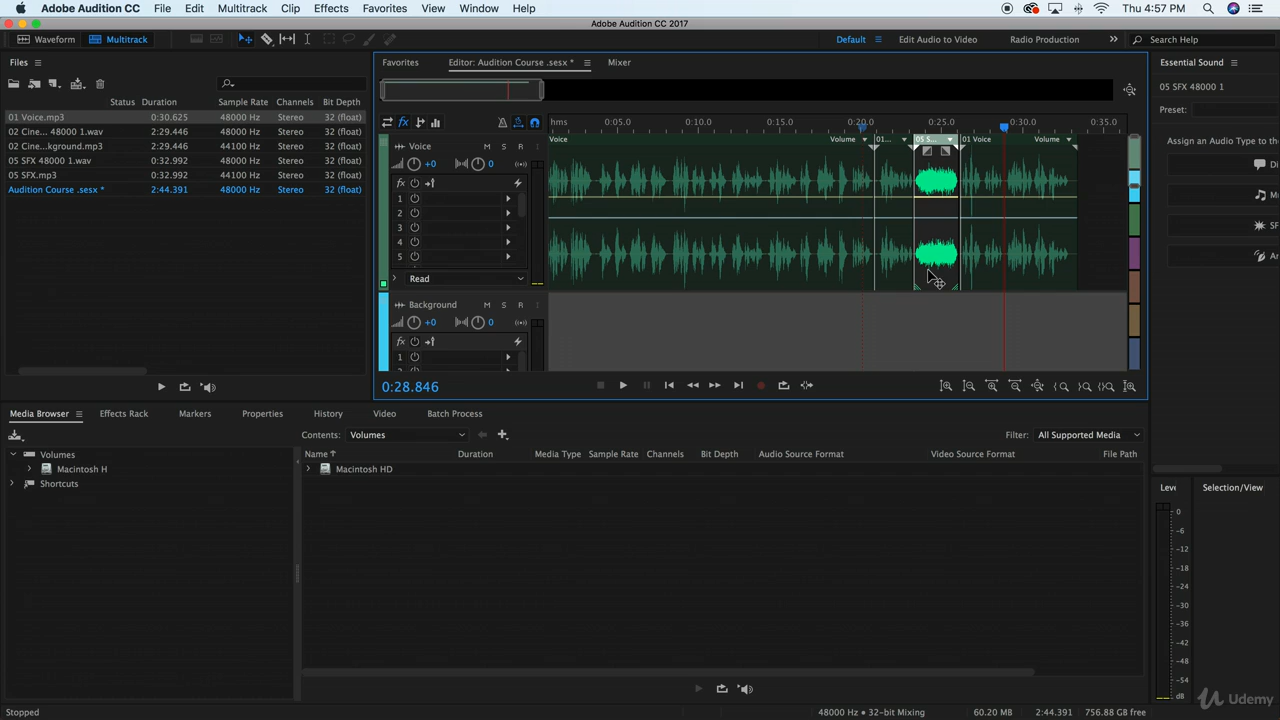 Adobe Audition CC File Edit Multitrack Clip Effects Favorites View Window Help Thu 4:57 PM
Adobe Audition CC 2017
Waveform Multitrack Default Edit Audio to Video Radio Production Search Help
Files Favorites Editor: Audition Course .sesx * Mixer Essential Sound
Status Duration Sample Rate Channels Bit Depth
01 Voice.mp3 0:30.625 48000 Hz Stereo 32 (float)
02 Cine... 48000 1.wav 2:29.446 48000 Hz Stereo 32 (float)
02 Cine...kground.mp3 2:29.446 44100 Hz Stereo 32 (float)
05 SFX 48000 1.wav 0:32.992 48000 Hz Stereo 32 (float)
05 SFX.mp3 0:32.992 44100 Hz Stereo 32 (float)
Audition Course .sesx * 2:44.391 48000 Hz Stereo 32 (float)
fx hms 0:05.0 0:10.0 0:15.0 0:20.0 0:25.0 0:30.0 0:35.0
Voice M S R I
Voice Volume 01... 05 S... 01 Voice Volume
+0 0
fx
1
2
3
4
5
Read
Background M S R I
+0 0
fx
1
0:28.846
05 SFX 48000 1
Preset:
Assign an Audio Type to the
Di
M
SF
A
Media Browser Effects Rack Markers Properties History Video Batch Process
Contents: Volumes Filter: All Supported Media
Volumes
Macintosh H
Shortcuts
Name Duration Media Type Sample Rate Channels Bit Depth Audio Source Format Video Source Format File Path
Macintosh HD
Leve Selection/View
0
-6
-12
-18
-24
-30
-36
-42
-48
-54
dB
Udemy
Stopped 48000 Hz • 32-bit Mixing 60.20 MB 2:44.391 756.88 GB free